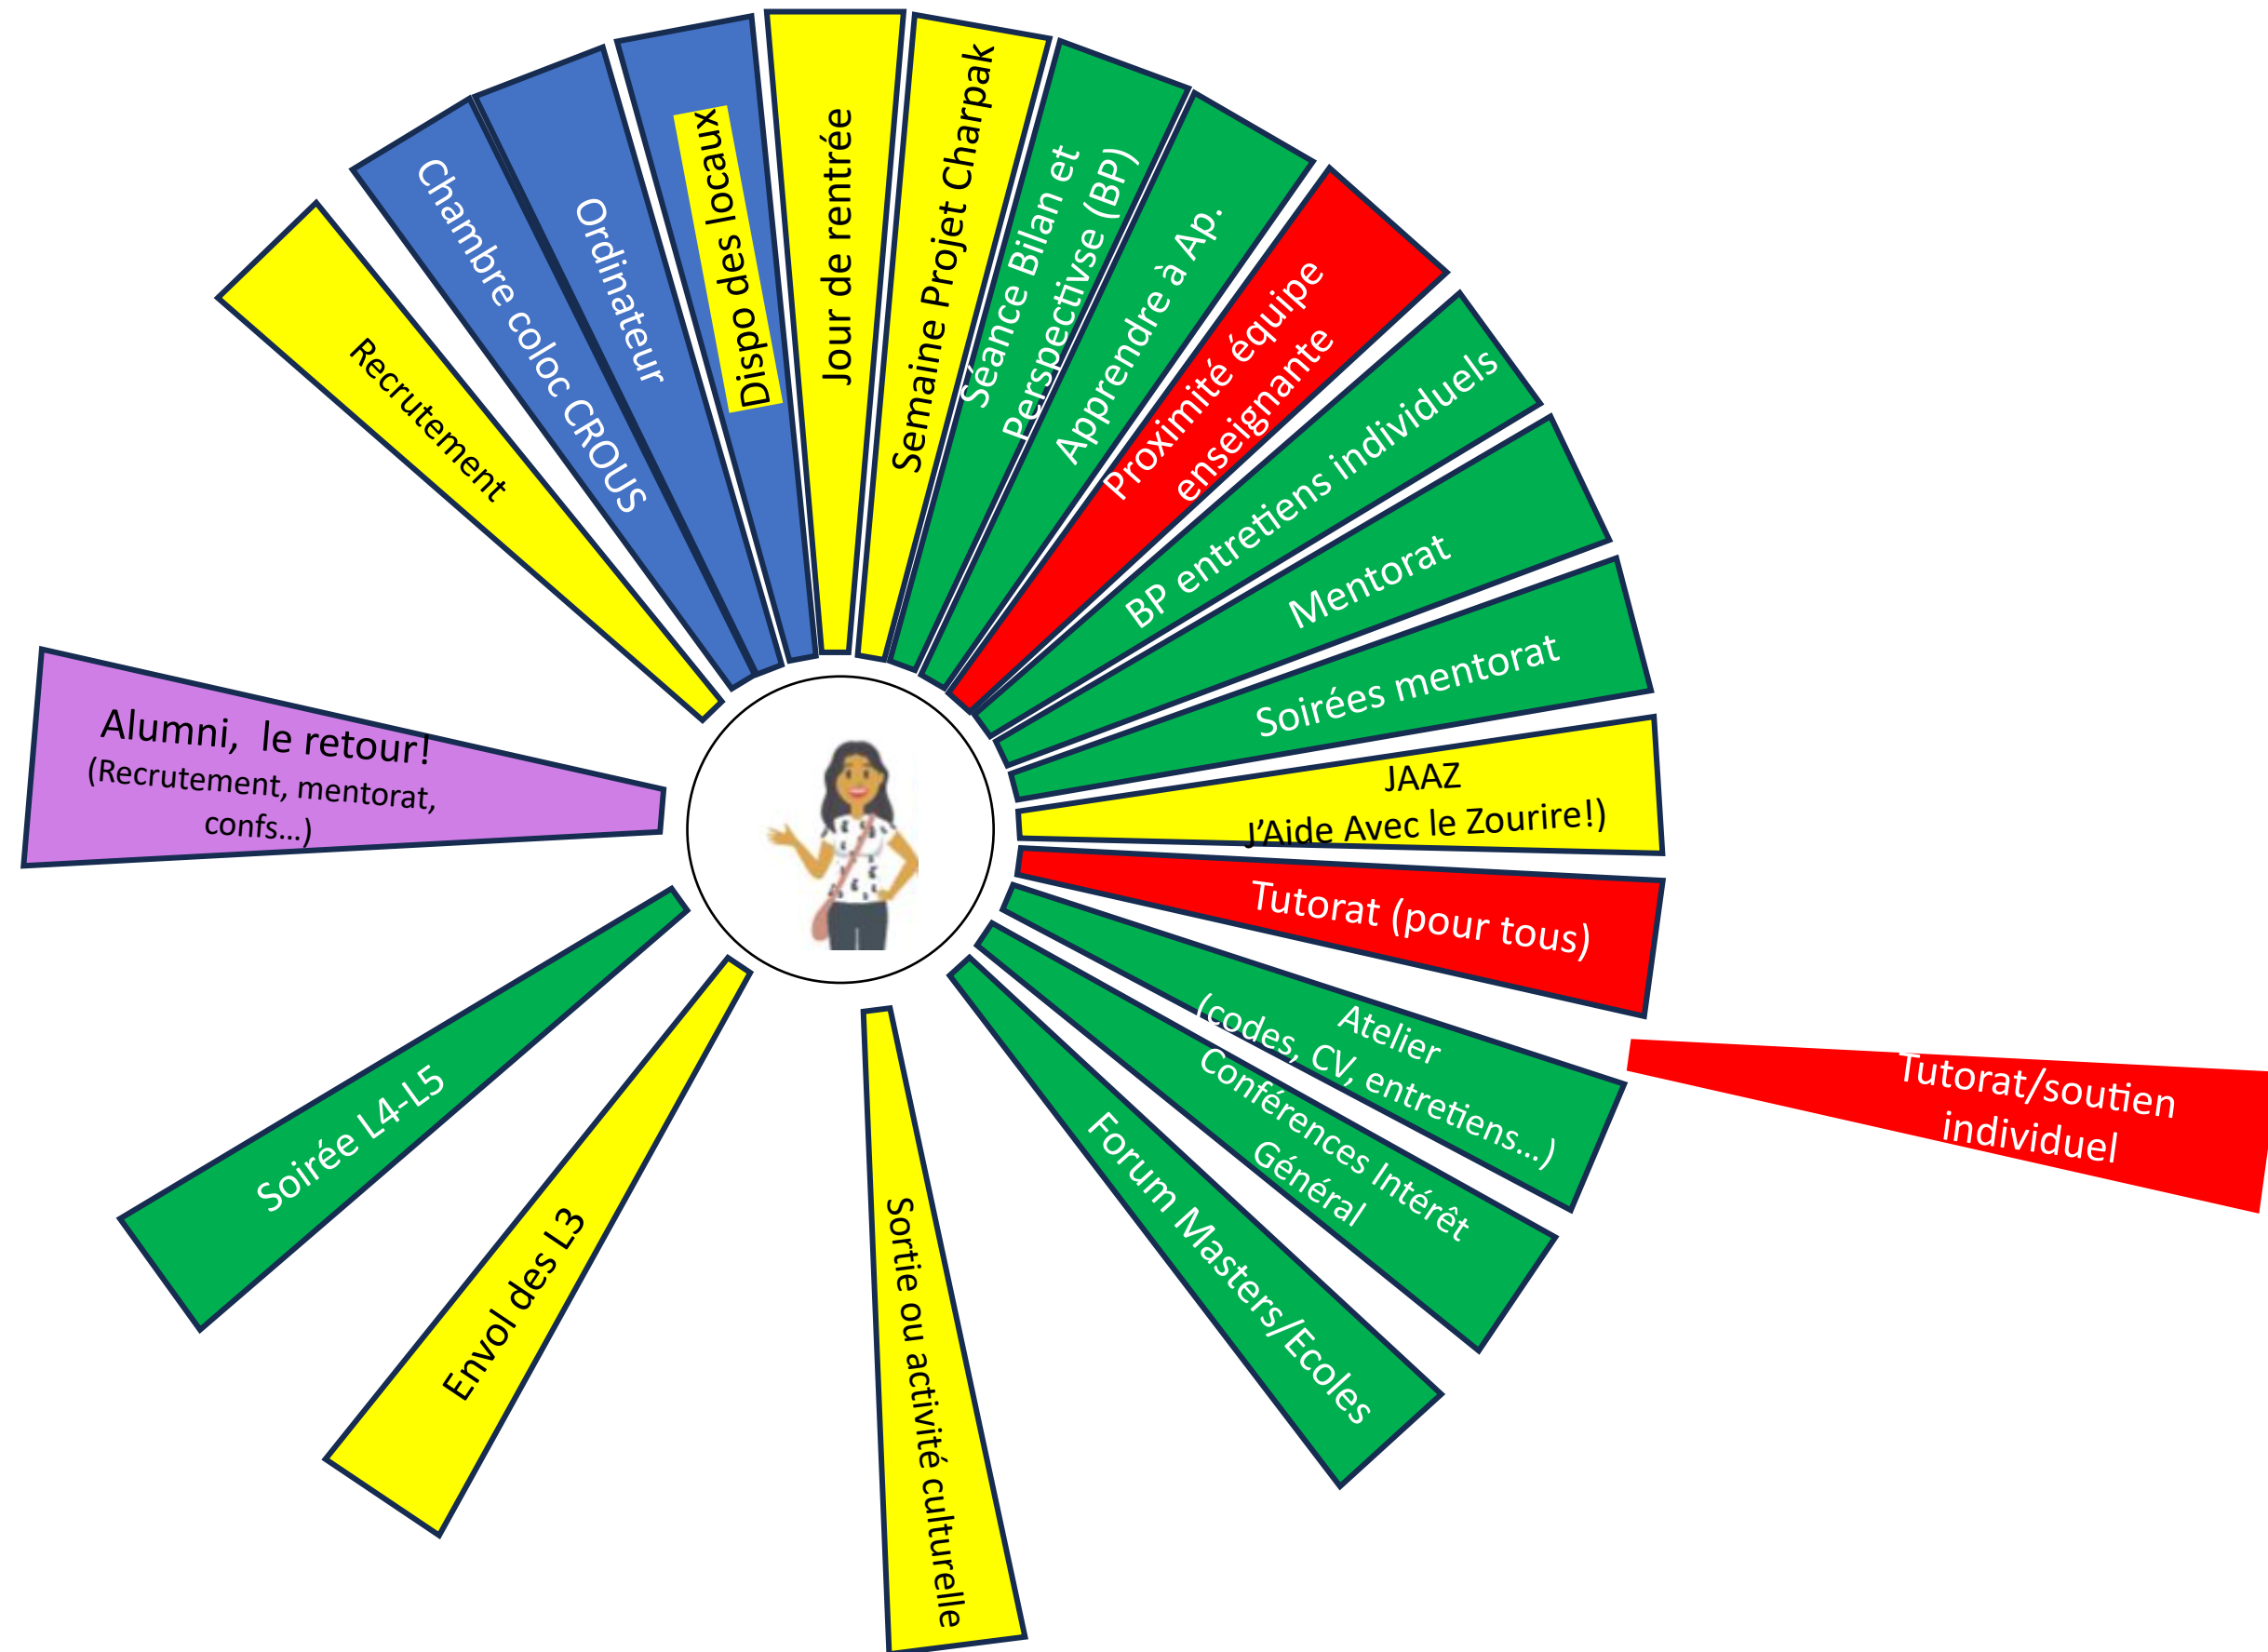 Recrutement
Chambre coloc CROUS
Ordinateur
Dispo des locaux
Jour de rentrée
Semaine Projet Charpak
Séance Bilan et
Perspectivse (BP)
Apprendre à Ap.
Proximité équipe
enseignante
BP entretiens individuels
Mentorat
Soirées mentorat
JAAZ
J’Aide Avec le Zourire!)
Tutorat (pour tous)
Tutorat/soutien
individuel
Atelier
(codes, CV, entretiens…)
Conférences Intérêt
Général
Forum Masters/Ecoles
Sortie ou activité culturelle
Envol des L3
Soirée L4-L5
Alumni,  le retour!
(Recrutement, mentorat,
confs…)